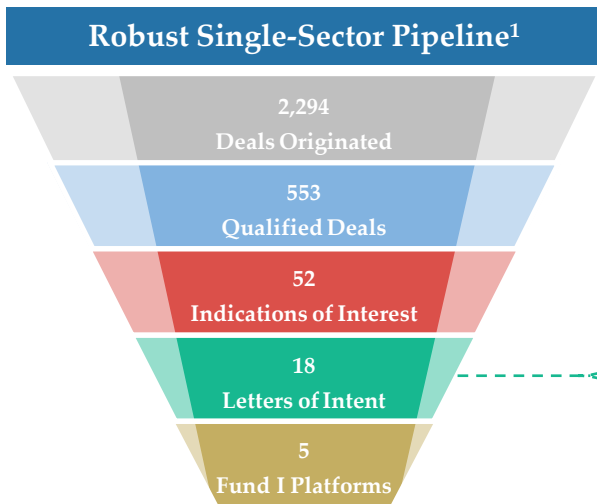 Robust Single-Sector Pipeline¹
2,294
Deals Originated
553
Qualified Deals
52
Indications of Interest
18
Letters of Intent
5
Fund I Platforms